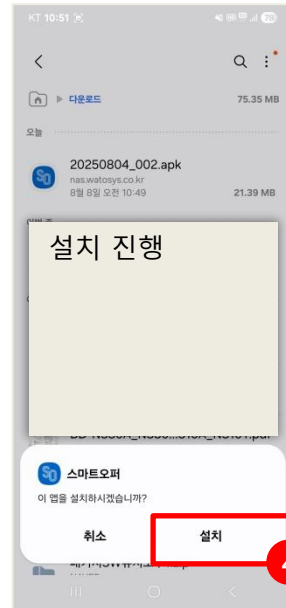 KT 10:51
다운로드
75.35 MB
오늘
20250804_002.apk
nas.watosys.co.kr
8월 8일 오전 10:49
21.39 MB
설치 진행
스마트오퍼
이 앱을 설치하시겠습니까?
취소
설치